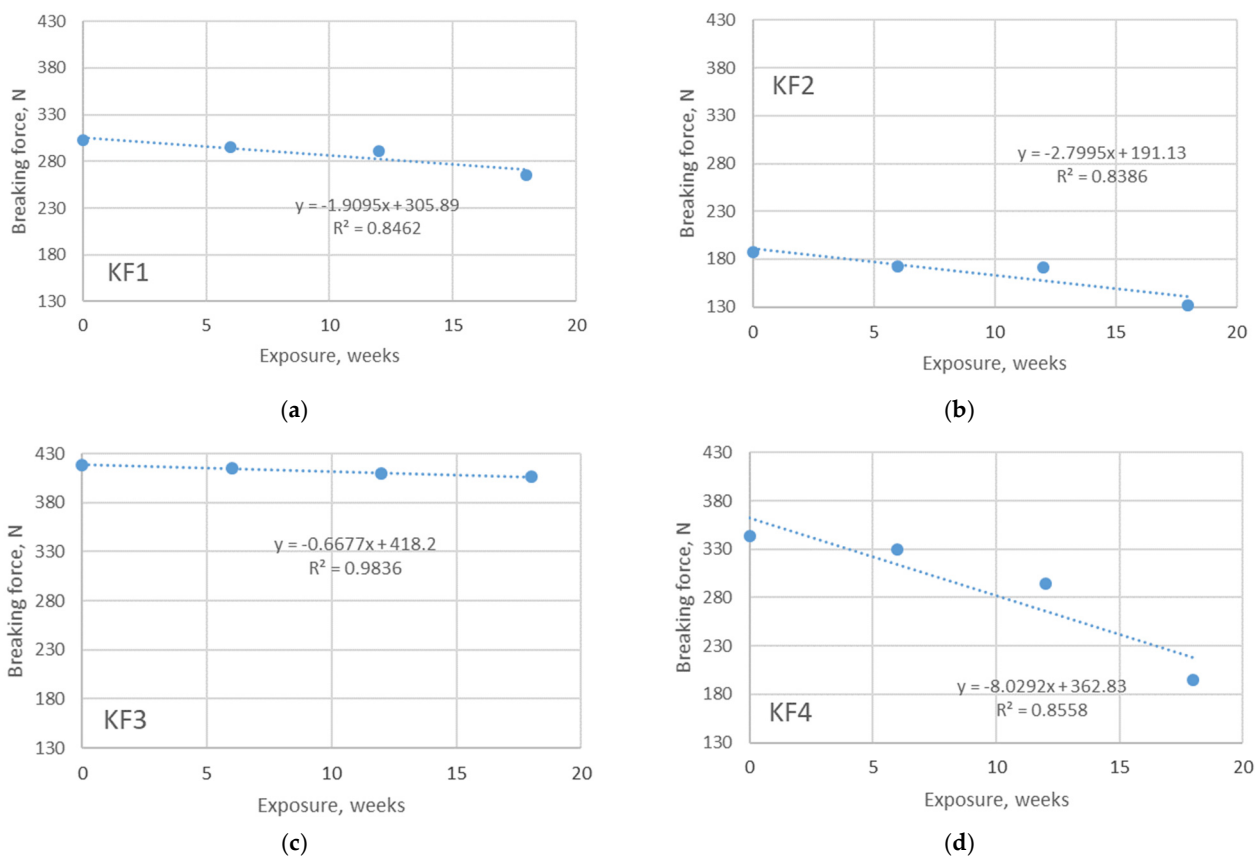 430
380
330
280
230
180
130
0 5 10 15 20
Breaking force, N
Exposure, weeks
y = -1.9095x + 305.89
R² = 0.8462
KF1
(a)
430
380
330
280
230
180
130
0 5 10 15 20
Breaking force, N
Exposure, weeks
KF2
y = -2.7995x + 191.13
R² = 0.8386
(b)
430
380
330
280
230
180
130
0 5 10 15 20
Breaking force, N
Exposure, weeks
y = -0.6677x + 418.2
R² = 0.9836
KF3
(c)
430
380
330
280
230
180
130
0 5 10 15 20
Breaking force, N
Exposure, weeks
y = -8.0292x + 362.83
R² = 0.8558
KF4
(d)